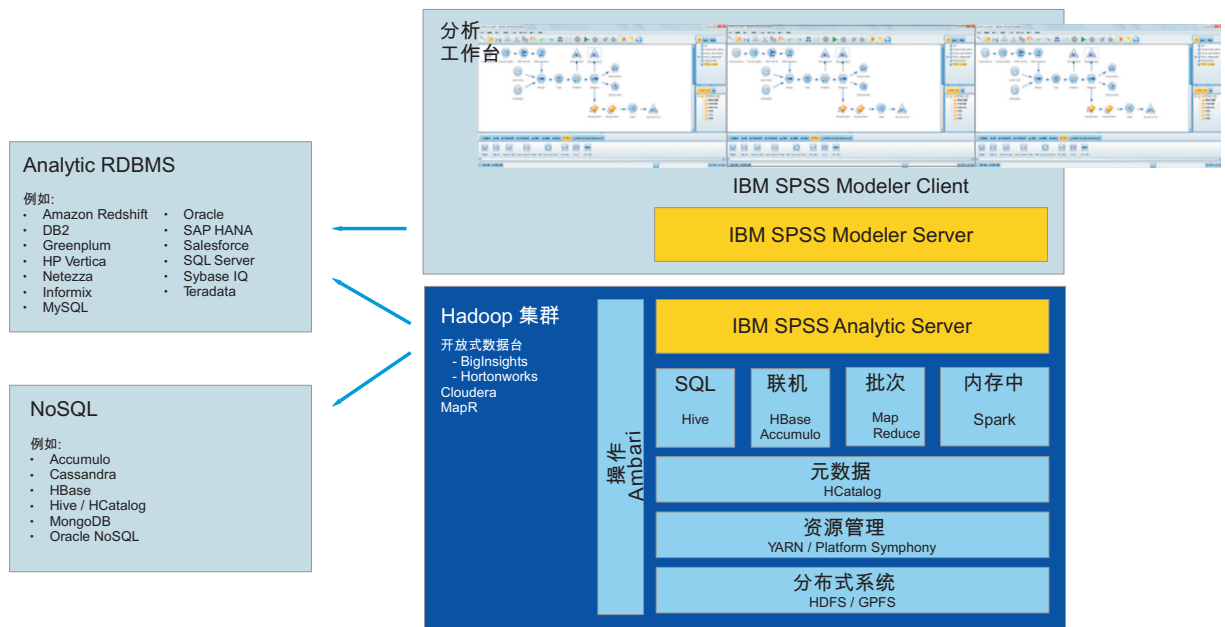 分析
工作台
IBM SPSS Modeler Client
IBM SPSS Modeler Server
Analytic RDBMS
例如:
· Amazon Redshift
· DB2
· Greenplum
· HP Vertica
· Netezza
· Informix
· MySQL
· Oracle
· SAP HANA
· Salesforce
· SQL Server
· Sybase IQ
· Teradata
NoSQL
例如:
· Accumulo
· Cassandra
· HBase
· Hive / HCatalog
· MongoDB
· Oracle NoSQL
Hadoop 集群
开放式数据台
- BigInsights
- Hortonworks
Cloudera
MapR
操作
Ambari
IBM SPSS Analytic Server
SQL
Hive
联机
HBase
Accumulo
批次
Map
Reduce
内存中
Spark
元数据
HCatalog
资源管理
YARN / Platform Symphony
分布式系统
HDFS / GPFS